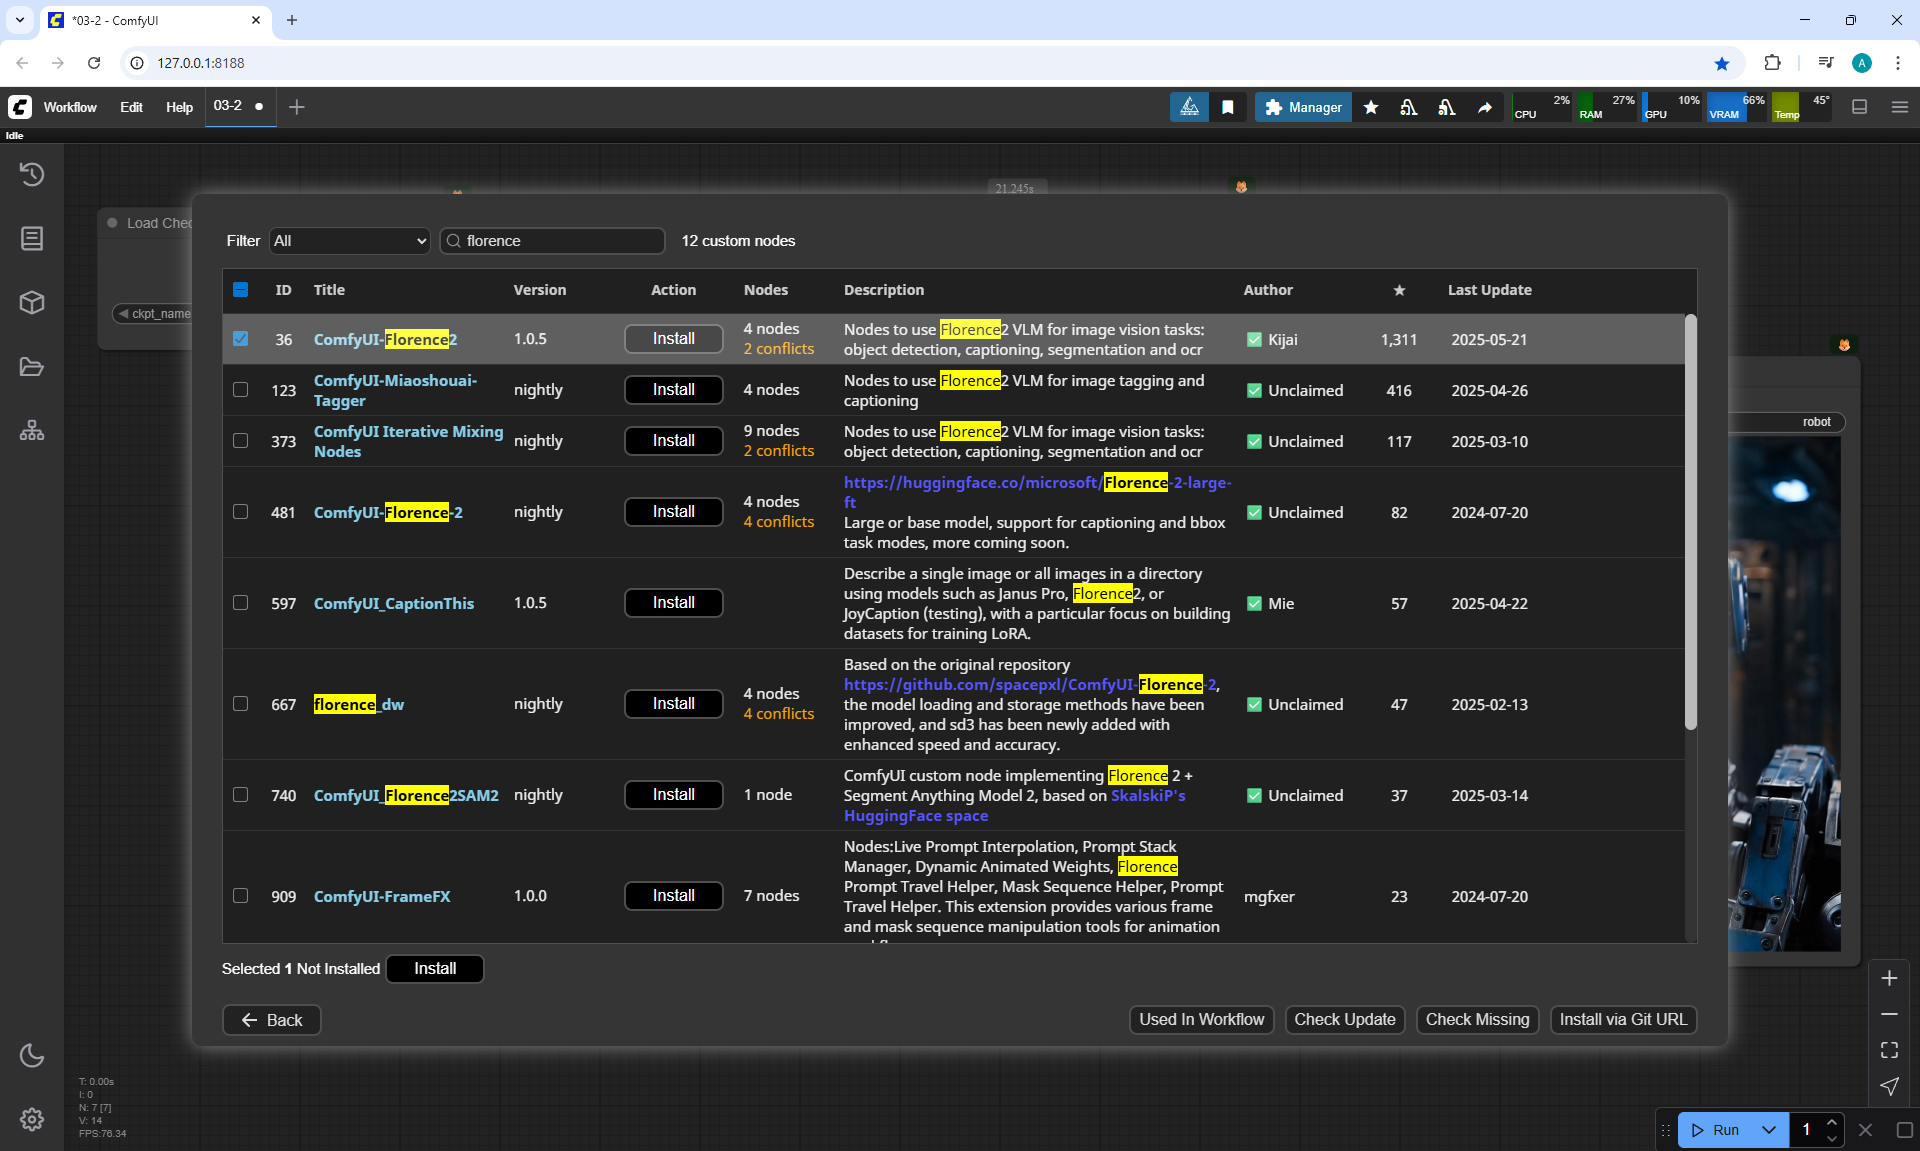 *03-2 - ComfyUI
127.0.0.1:8188
Workflow Edit Help 03-2
Manager
CPU 2% RAM 27% GPU 10% VRAM 66% Temp 45°
Idle
21.245s
Load Chec
ckpt_name
robot
Filter All florence 12 custom nodes
ID Title Version Action Nodes Description Author ★ Last Update
36 ComfyUI-Florence2 1.0.5 Install 4 nodes
2 conflicts
Nodes to use Florence2 VLM for image vision tasks:
object detection, captioning, segmentation and ocr
Kijai 1,311 2025-05-21
123 ComfyUI-Miaoshouai-
Tagger
nightly Install 4 nodes
Nodes to use Florence2 VLM for image tagging and
captioning
Unclaimed 416 2025-04-26
373 ComfyUI Iterative Mixing
Nodes
nightly Install 9 nodes
2 conflicts
Nodes to use Florence2 VLM for image vision tasks:
object detection, captioning, segmentation and ocr
Unclaimed 117 2025-03-10
481 ComfyUI-Florence-2 nightly Install 4 nodes
4 conflicts
https://huggingface.co/microsoft/Florence-2-large-
ft
Large or base model, support for captioning and bbox
task modes, more coming soon.
Unclaimed 82 2024-07-20
597 ComfyUI_CaptionThis 1.0.5 Install
Describe a single image or all images in a directory
using models such as Janus Pro, Florence2, or
JoyCaption (testing), with a particular focus on building
datasets for training LoRA.
Mie 57 2025-04-22
667 florence_dw nightly Install 4 nodes
4 conflicts
Based on the original repository
https://github.com/spacepxl/ComfyUI-Florence-2,
the model loading and storage methods have been
improved, and sd3 has been newly added with
enhanced speed and accuracy.
Unclaimed 47 2025-02-13
740 ComfyUI_Florence2SAM2 nightly Install 1 node
ComfyUI custom node implementing Florence 2 +
Segment Anything Model 2, based on SkalskiP's
HuggingFace space
Unclaimed 37 2025-03-14
909 ComfyUI-FrameFX 1.0.0 Install 7 nodes
Nodes:Live Prompt Interpolation, Prompt Stack
Manager, Dynamic Animated Weights, Florence
Prompt Travel Helper, Mask Sequence Helper, Prompt
Travel Helper. This extension provides various frame
and mask sequence manipulation tools for animation
mgfxer 23 2024-07-20
Selected 1 Not Installed Install
Back
Used In Workflow Check Update Check Missing Install via Git URL
T: 0.00s
I: 0
N: 7 [7]
V: 14
FPS:76.34
Run 1
A